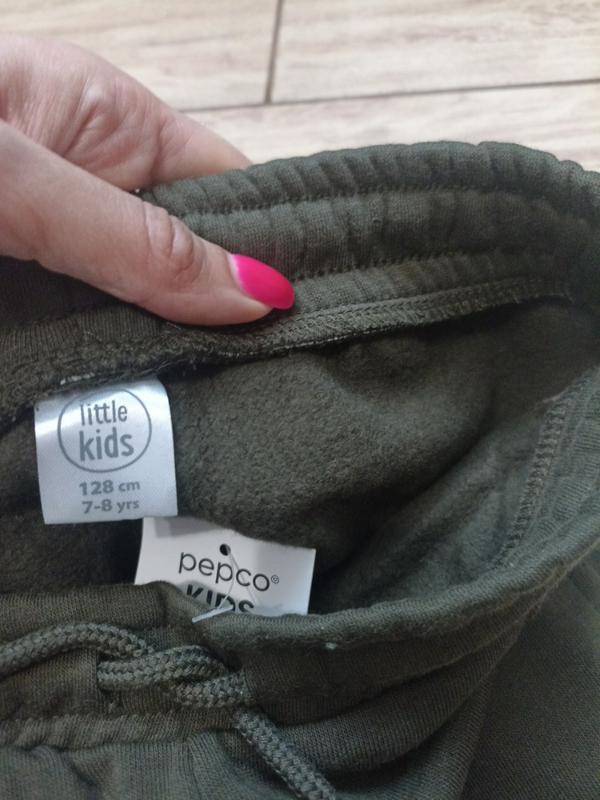 little
kids
128 cm
7-8 yrs
pepco®
KIDS